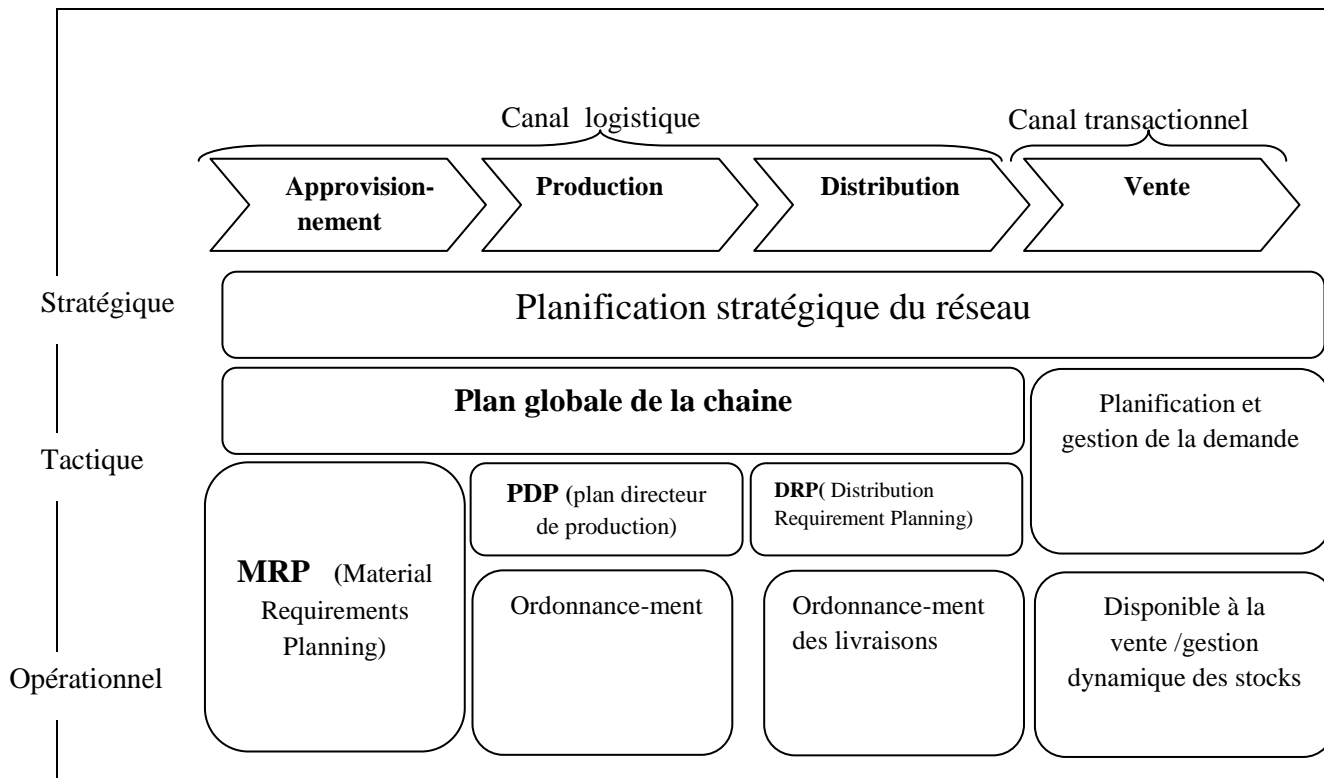 Canal logistique
Canal transactionnel
Approvision-
nement
Production
Distribution
Vente
Stratégique
Planification stratégique du réseau
Plan globale de la chaine
Planification et
gestion de la demande
Tactique
PDP (plan directeur
de production)
DRP( Distribution
Requirement Planning)
MRP (Material
Requirements
Planning)
Ordonnance-ment
Ordonnance-ment
des livraisons
Disponible à la
vente /gestion
dynamique des stocks
Opérationnel